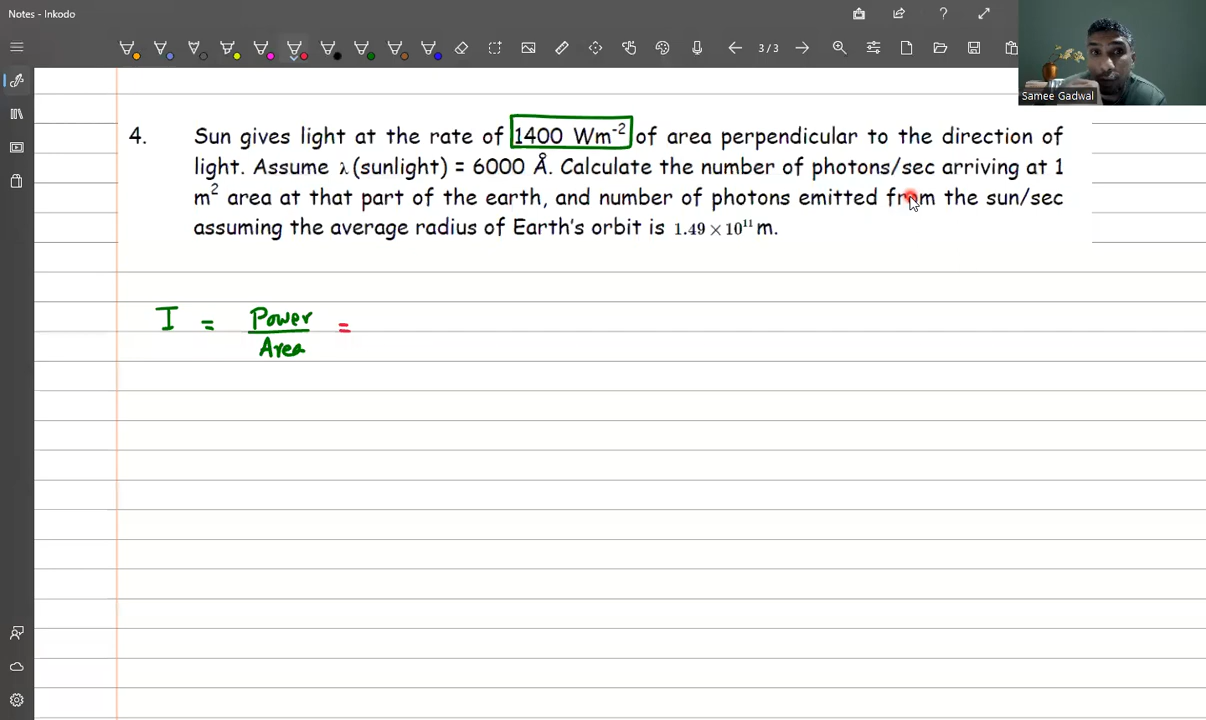 Notes - Inkodo
3/3
Samee Gadwal
4. Sun gives light at the rate of 1400 Wm⁻² of area perpendicular to the direction of
light. Assume λ (sunlight) = 6000 Å. Calculate the number of photons/sec arriving at 1
m² area at that part of the earth, and number of photons emitted from the sun/sec
assuming the average radius of Earth's orbit is 1.49 × 10¹¹ m.
I = Power =
Area